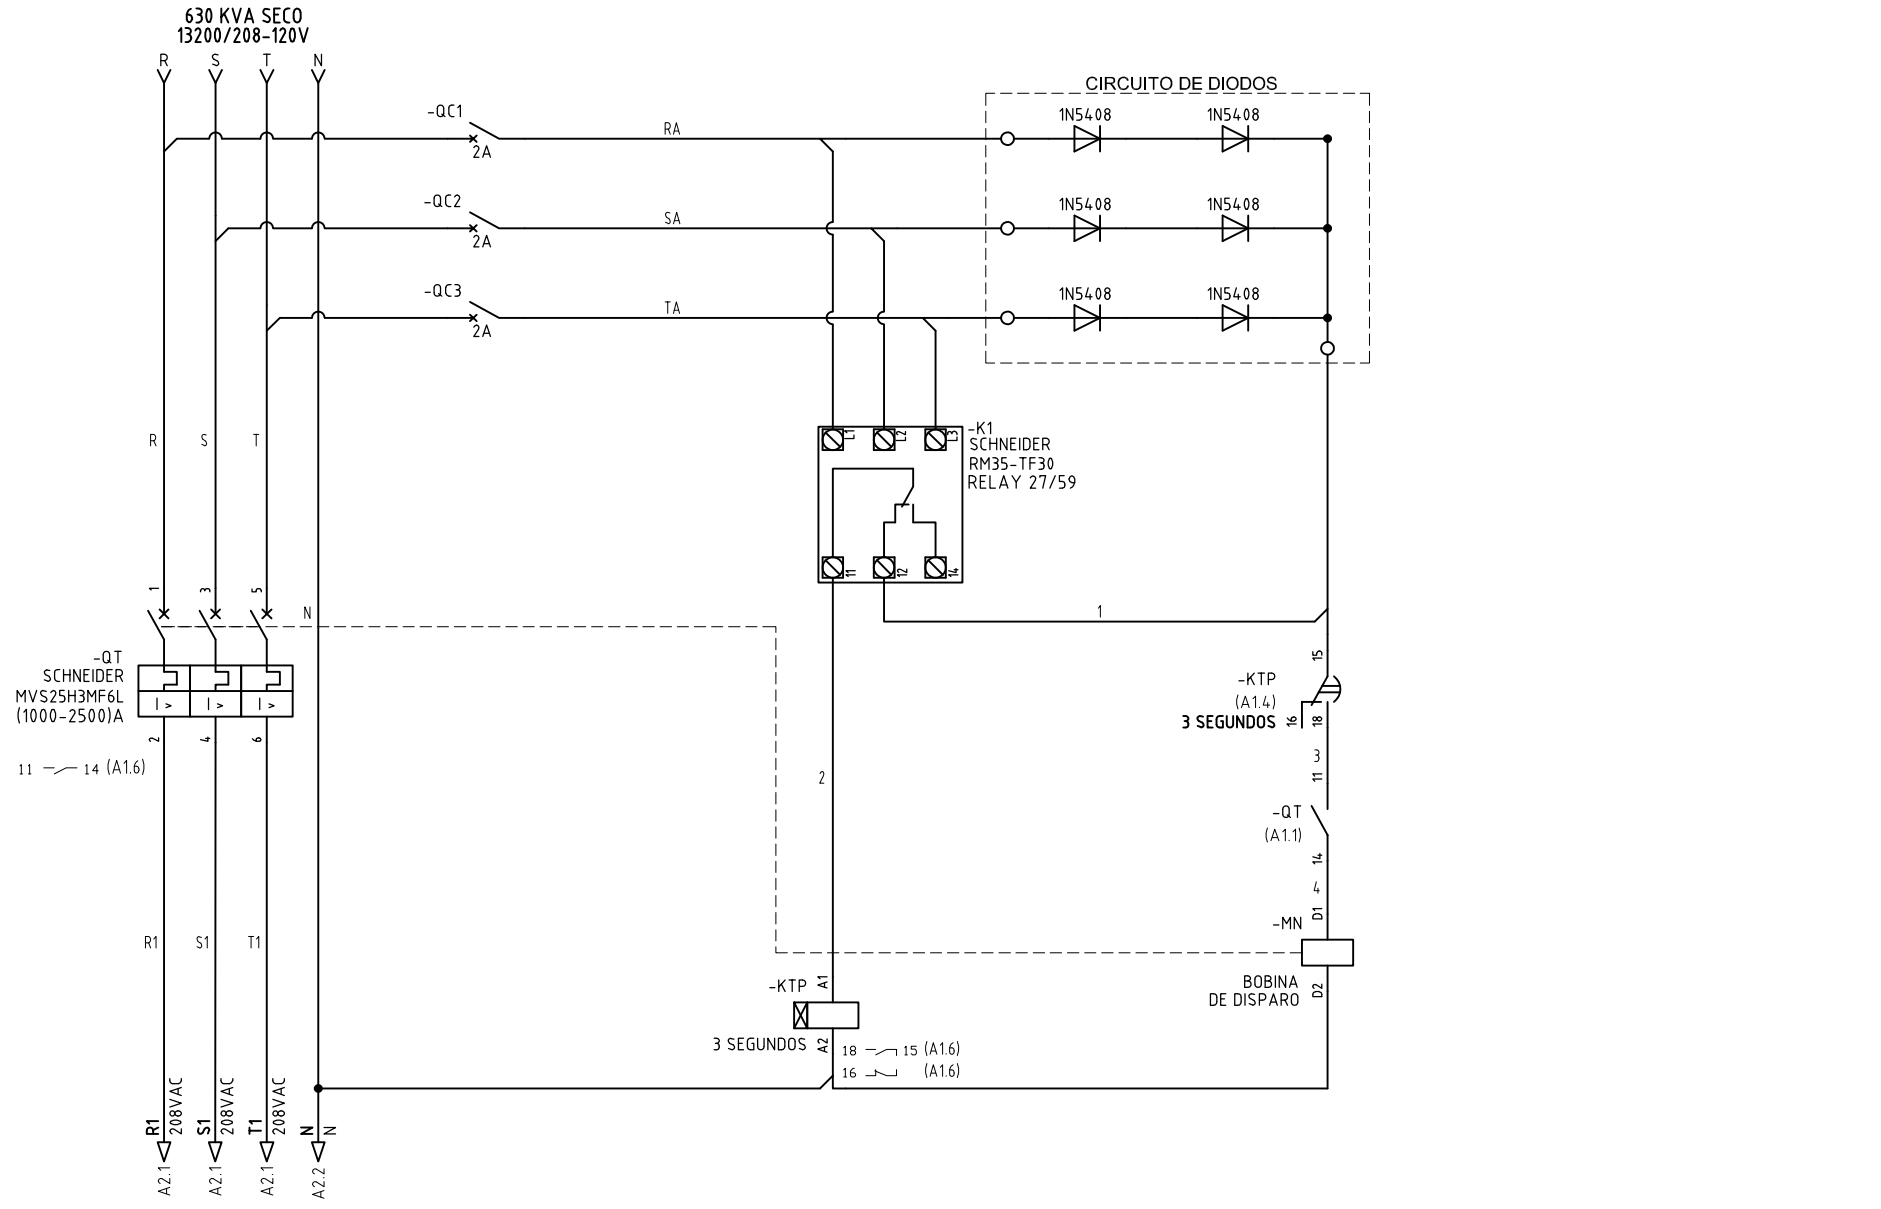 630 KVA SECO
13200/208-120V
R S T N
CIRCUITO DE DIODOS
-QC1
2A
RA
1N5408 1N5408
-QC2
2A
SA
1N5408 1N5408
-QC3
2A
TA
1N5408 1N5408
R S T
L1 L2 L3
-K1
SCHNEIDER
RM35-TF30
RELAY 27/59
11 12 14
1 3 5
N
1
-QT
SCHNEIDER
MVS25H3MF6L
(1000-2500)A
I > I > I >
2 4 6
11 14 (A1.6)
15
-KTP
(A1.4)
3 SEGUNDOS
16 18
3
11
2
-QT
(A1.1)
14
4
D1
-MN
R1 S1 T1
BOBINA
DE DISPARO
D2
-KTP
A1
3 SEGUNDOS
A2
18 15 (A1.6)
16 (A1.6)
R1
208VAC
S1
208VAC
T1
208VAC
N
N
A2.1
A2.1
A2.1
A2.2